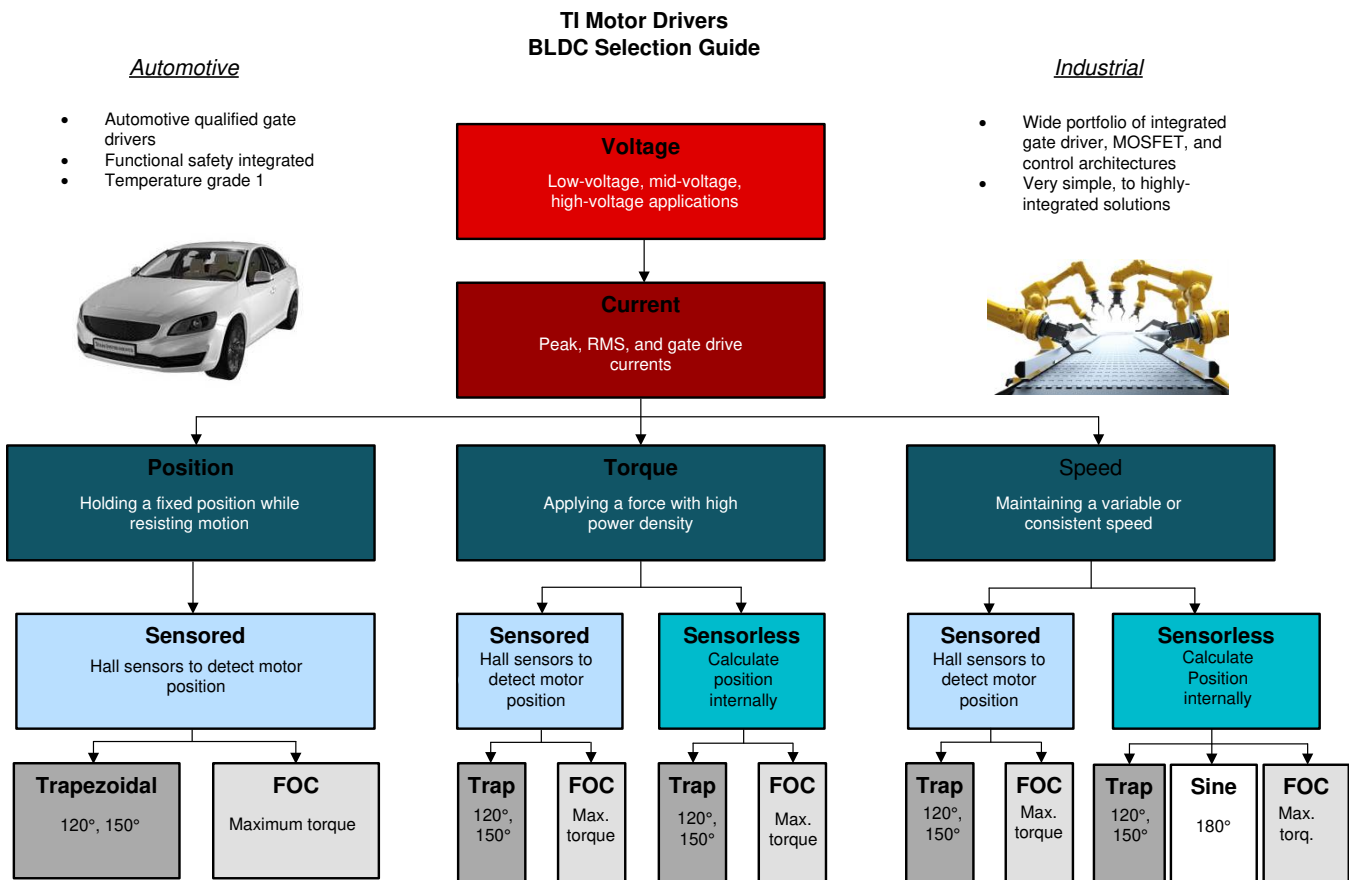 TI Motor Drivers
BLDC Selection Guide
Automotive
• Automotive qualified gate
drivers
• Functional safety integrated
• Temperature grade 1
Industrial
• Wide portfolio of integrated
gate driver, MOSFET, and
control architectures
• Very simple, to highly-
integrated solutions
Voltage
Low-voltage, mid-voltage,
high-voltage applications
Current
Peak, RMS, and gate drive
currents
Position
Holding a fixed position while
resisting motion
Torque
Applying a force with high
power density
Speed
Maintaining a variable or
consistent speed
Sensored
Hall sensors to detect motor
position
Sensored
Hall sensors to
detect motor
position
Sensorless
Calculate
position
internally
Sensored
Hall sensors to
detect motor
position
Sensorless
Calculate
Position
internally
Trapezoidal
120°, 150°
FOC
Maximum torque
Trap
120°,
150°
FOC
Max.
torque
Trap
120°,
150°
FOC
Max.
torque
Trap
120°,
150°
FOC
Max.
torque
Trap
120°,
150°
Sine
180°
FOC
Max.
torq.